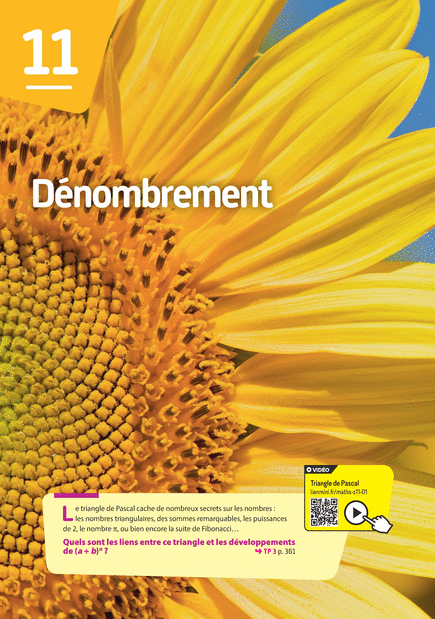 11
Dénombrement
VIDÉO
Triangle de Pascal
lienmini.fr/maths-s11-01
Le triangle de Pascal cache de nombreux secrets sur les nombres :
les nombres triangulaires, des sommes remarquables, les puissances
de 2, le nombre π, ou bien encore la suite de Fibonacci…
Quels sont les liens entre ce triangle et les développements
de (a + b)ⁿ ?
↪ TP 3 p. 361